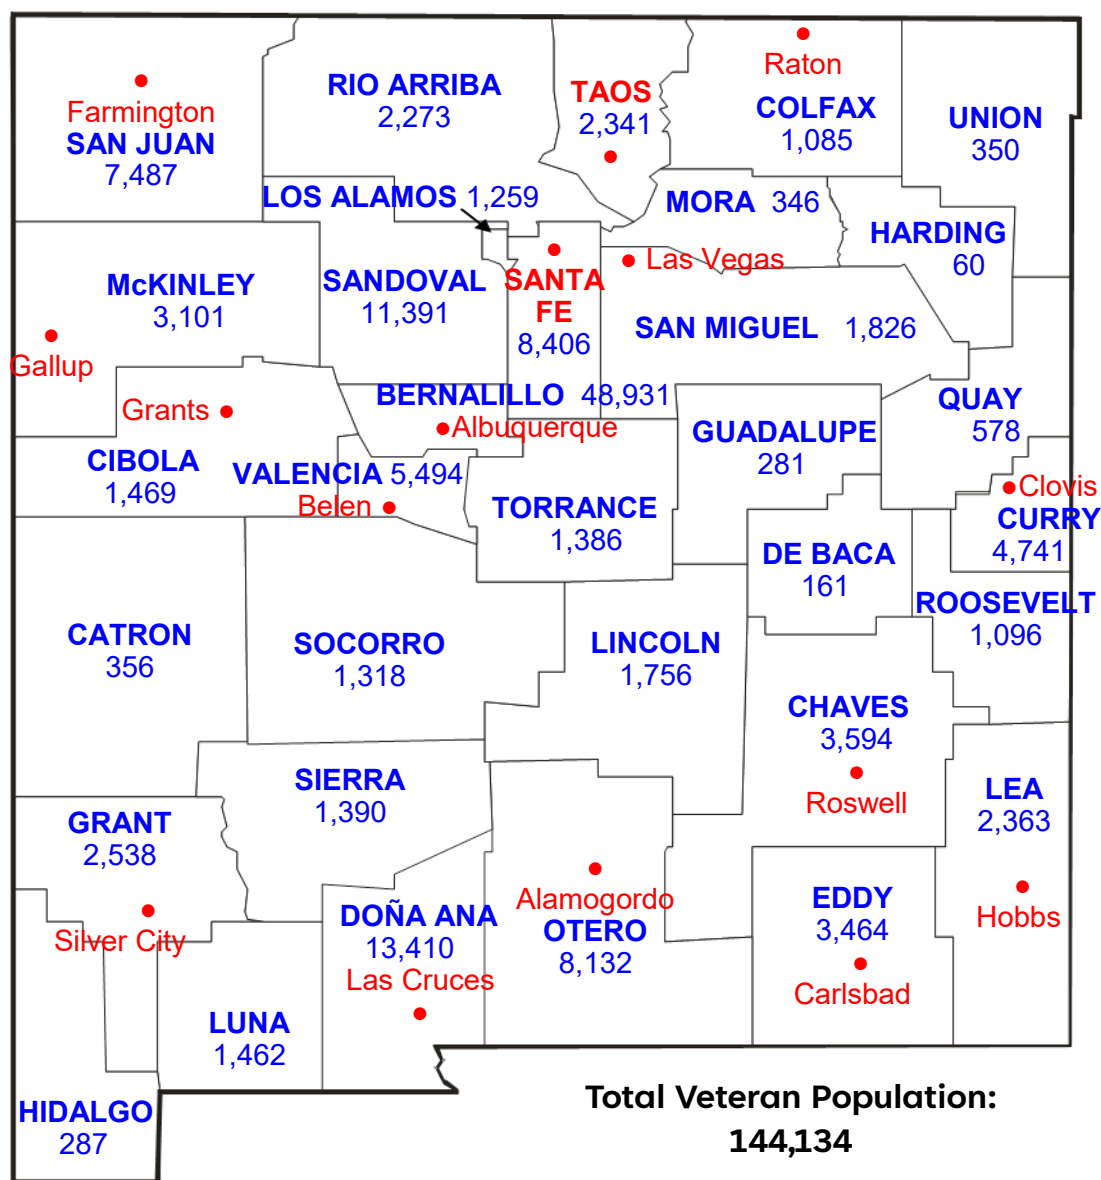 Raton
Farmington
SAN JUAN
7,487
RIO ARRIBA
2,273
TAOS
2,341
COLFAX
1,085
UNION
350
LOS ALAMOS 1,259
MORA 346
HARDING
60
McKINLEY
3,101
Gallup
SANDOVAL
11,391
SANTA
FE
8,406
Las Vegas
SAN MIGUEL 1,826
Grants
BERNALILLO 48,931
Albuquerque
QUAY
578
GUADALUPE
281
CIBOLA
1,469
VALENCIA 5,494
Belen
TORRANCE
1,386
Clovis
CURRY
4,741
DE BACA
161
ROOSEVELT
1,096
CATRON
356
SOCORRO
1,318
LINCOLN
1,756
CHAVES
3,594
Roswell
SIERRA
1,390
LEA
2,363
Hobbs
GRANT
2,538
Silver City
DOÑA ANA
13,410
Las Cruces
Alamogordo
OTERO
8,132
EDDY
3,464
Carlsbad
LUNA
1,462
HIDALGO
287
Total Veteran Population:
144,134